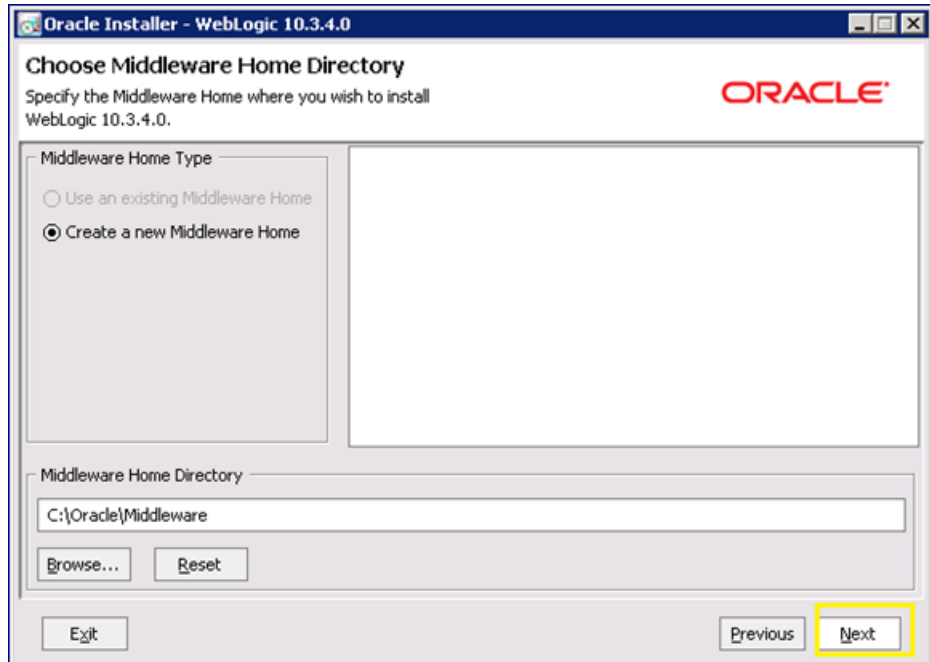 Oracle Installer - WebLogic 10.3.4.0
Choose Middleware Home Directory
Specify the Middleware Home where you wish to install
WebLogic 10.3.4.0.
ORACLE
Middleware Home Type
Use an existing Middleware Home
Create a new Middleware Home
Middleware Home Directory
C:\Oracle\Middleware
Browse... Reset
Exit Previous Next